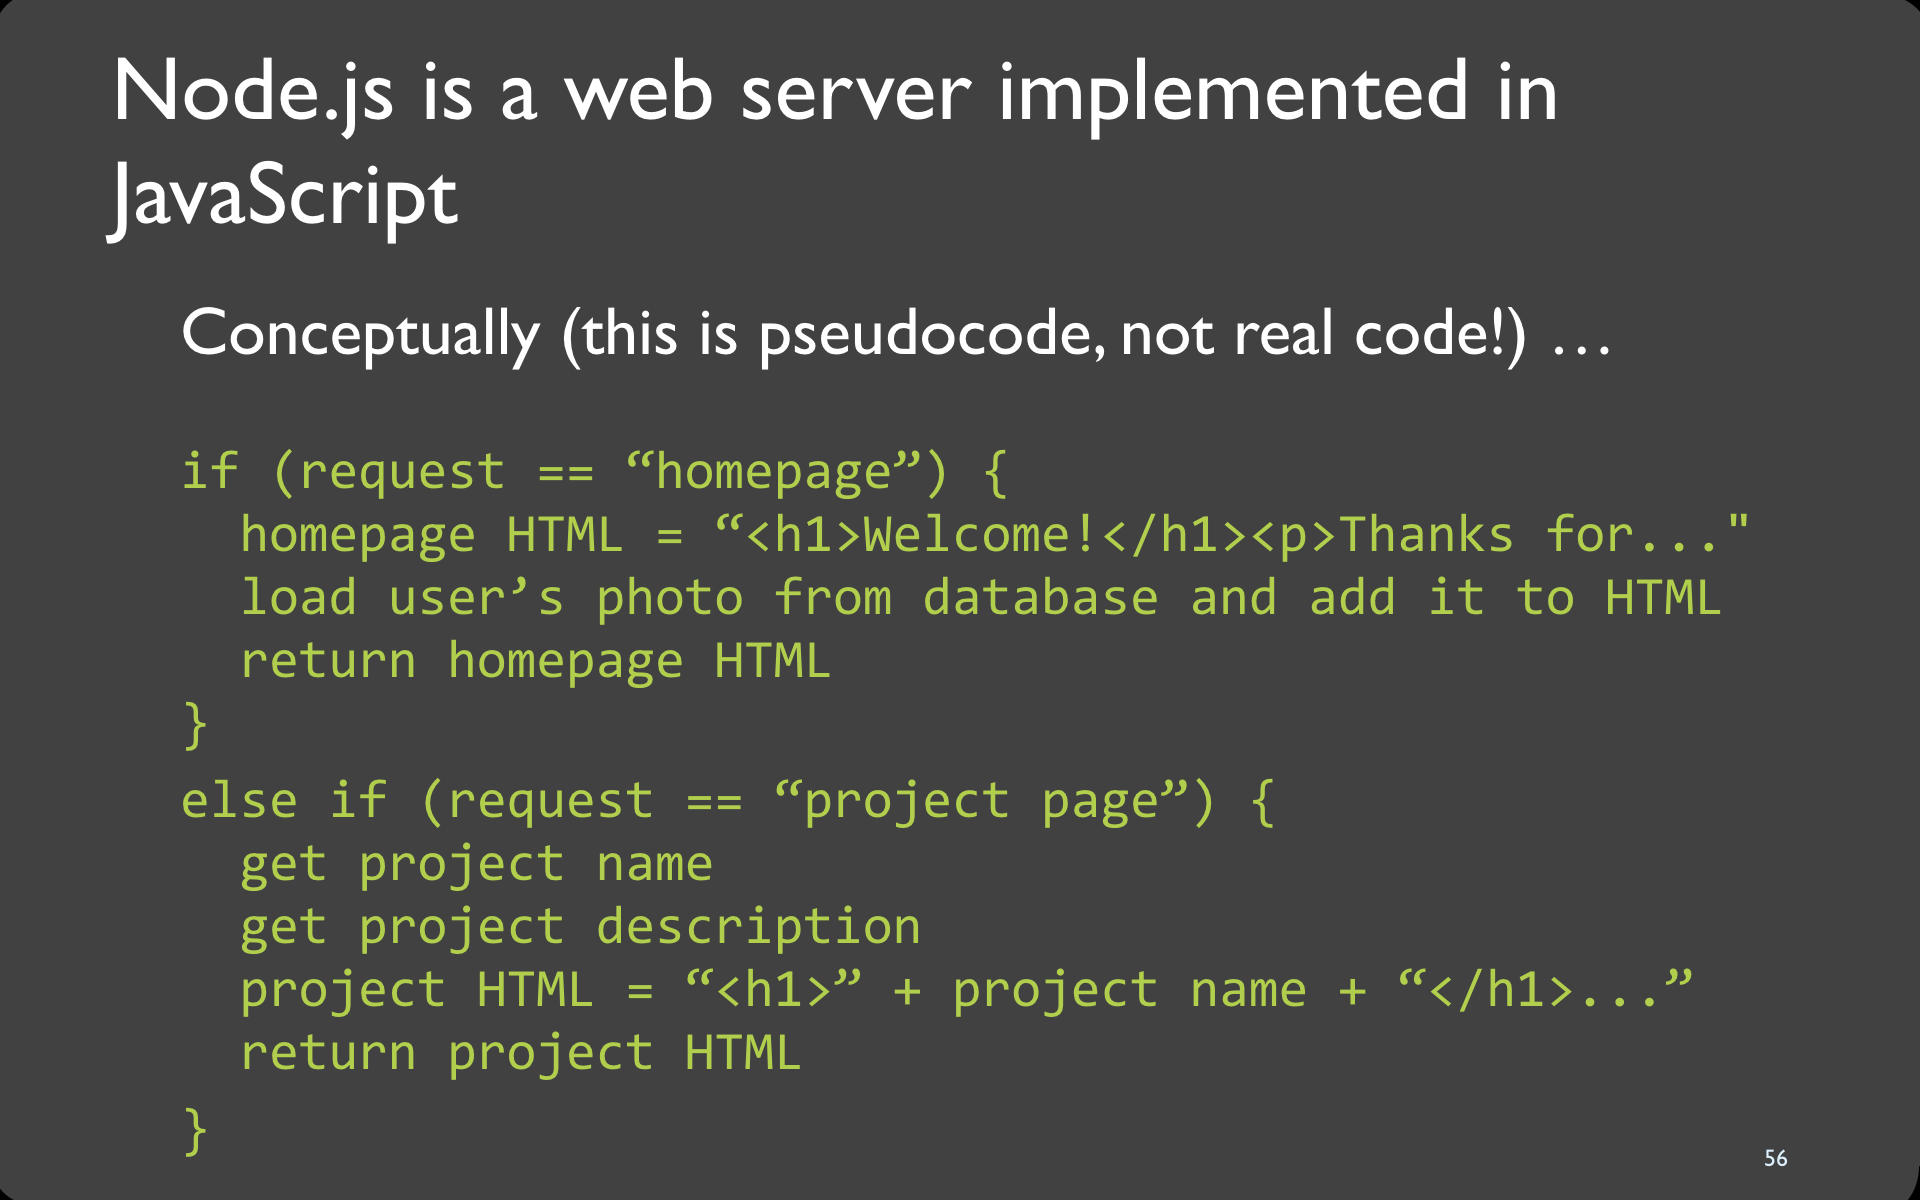 Node.js is a web server implemented in
JavaScript
Conceptually (this is pseudocode, not real code!) …
if (request == “homepage”) {
  homepage HTML = “<h1>Welcome!</h1><p>Thanks for..."
  load user’s photo from database and add it to HTML
  return homepage HTML
}
else if (request == “project page”) {
  get project name
  get project description
  project HTML = “<h1>” + project name + “</h1>...”
  return project HTML
}
56